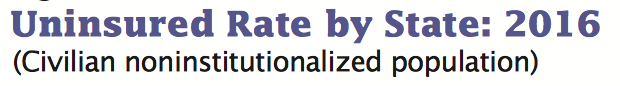 Uninsured Rate by State: 2016
(Civilian noninstitutionalized population)